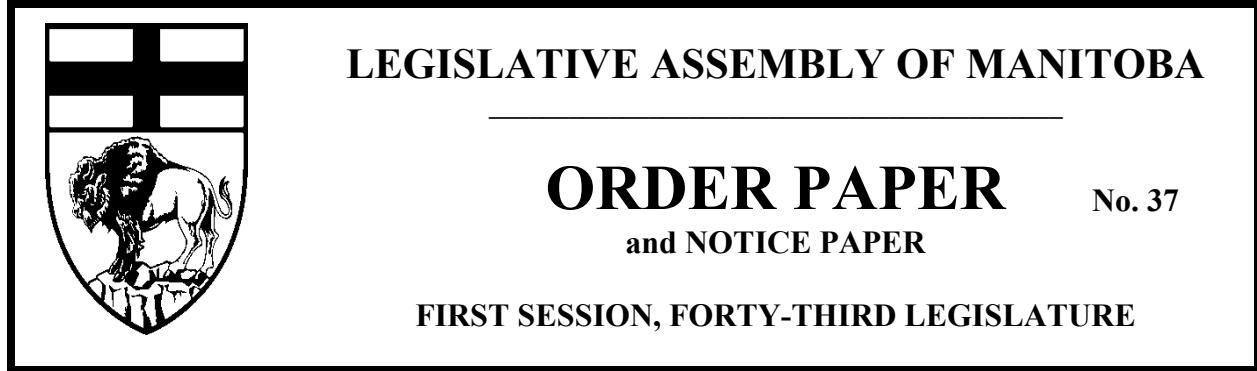 LEGISLATIVE ASSEMBLY OF MANITOBA
ORDER PAPER No. 37
and NOTICE PAPER
FIRST SESSION, FORTY-THIRD LEGISLATURE